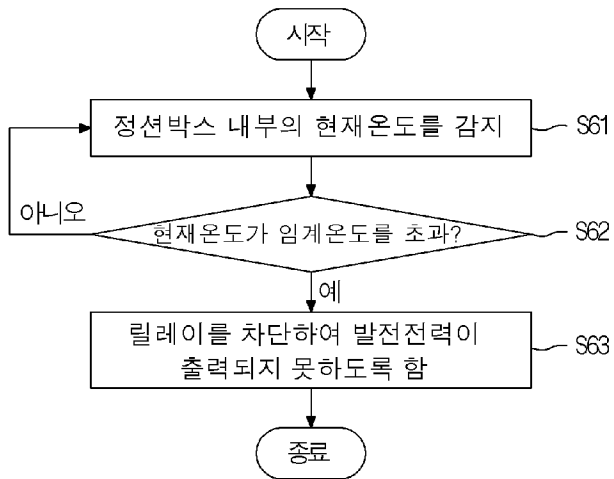 시작
정션박스 내부의 현재온도를 감지
S61
아니오
현재온도가 임계온도를 초과?
S62
예
릴레이를 차단하여 발전전력이
출력되지 못하도록 함
S63
종료